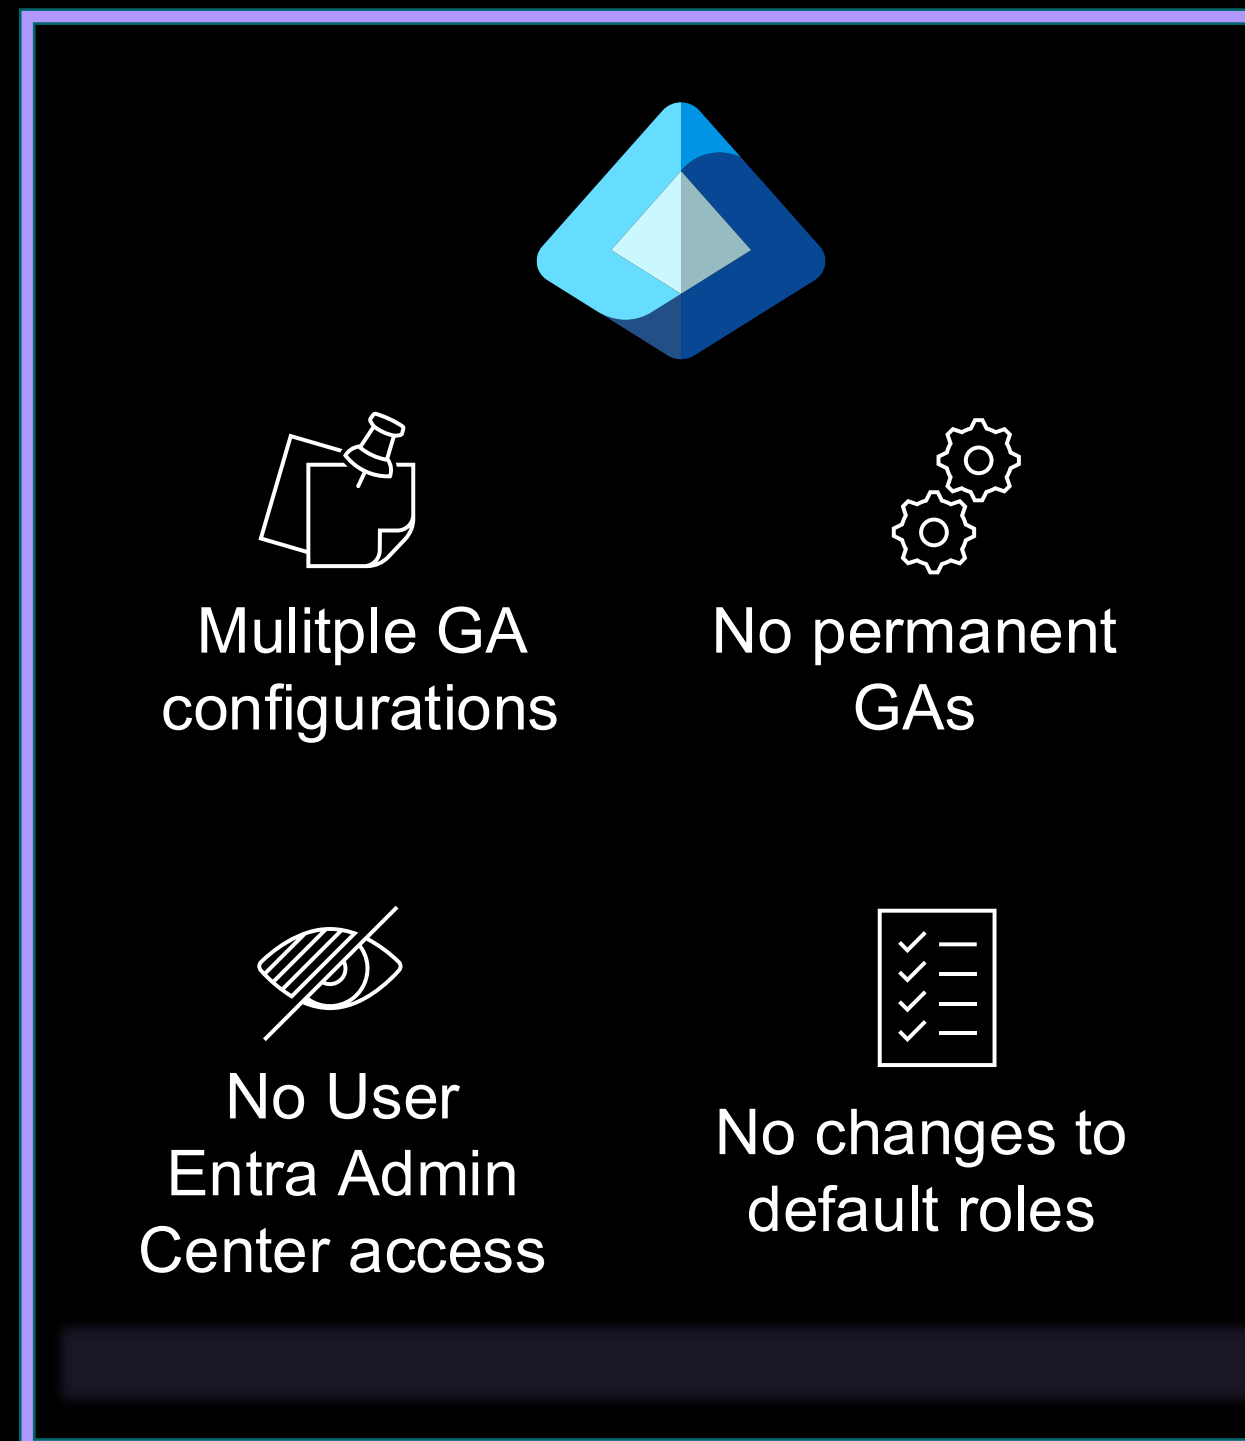 Mulitple GA
configurations
No permanent
GAs
No User
Entra Admin
Center access
No changes to
default roles